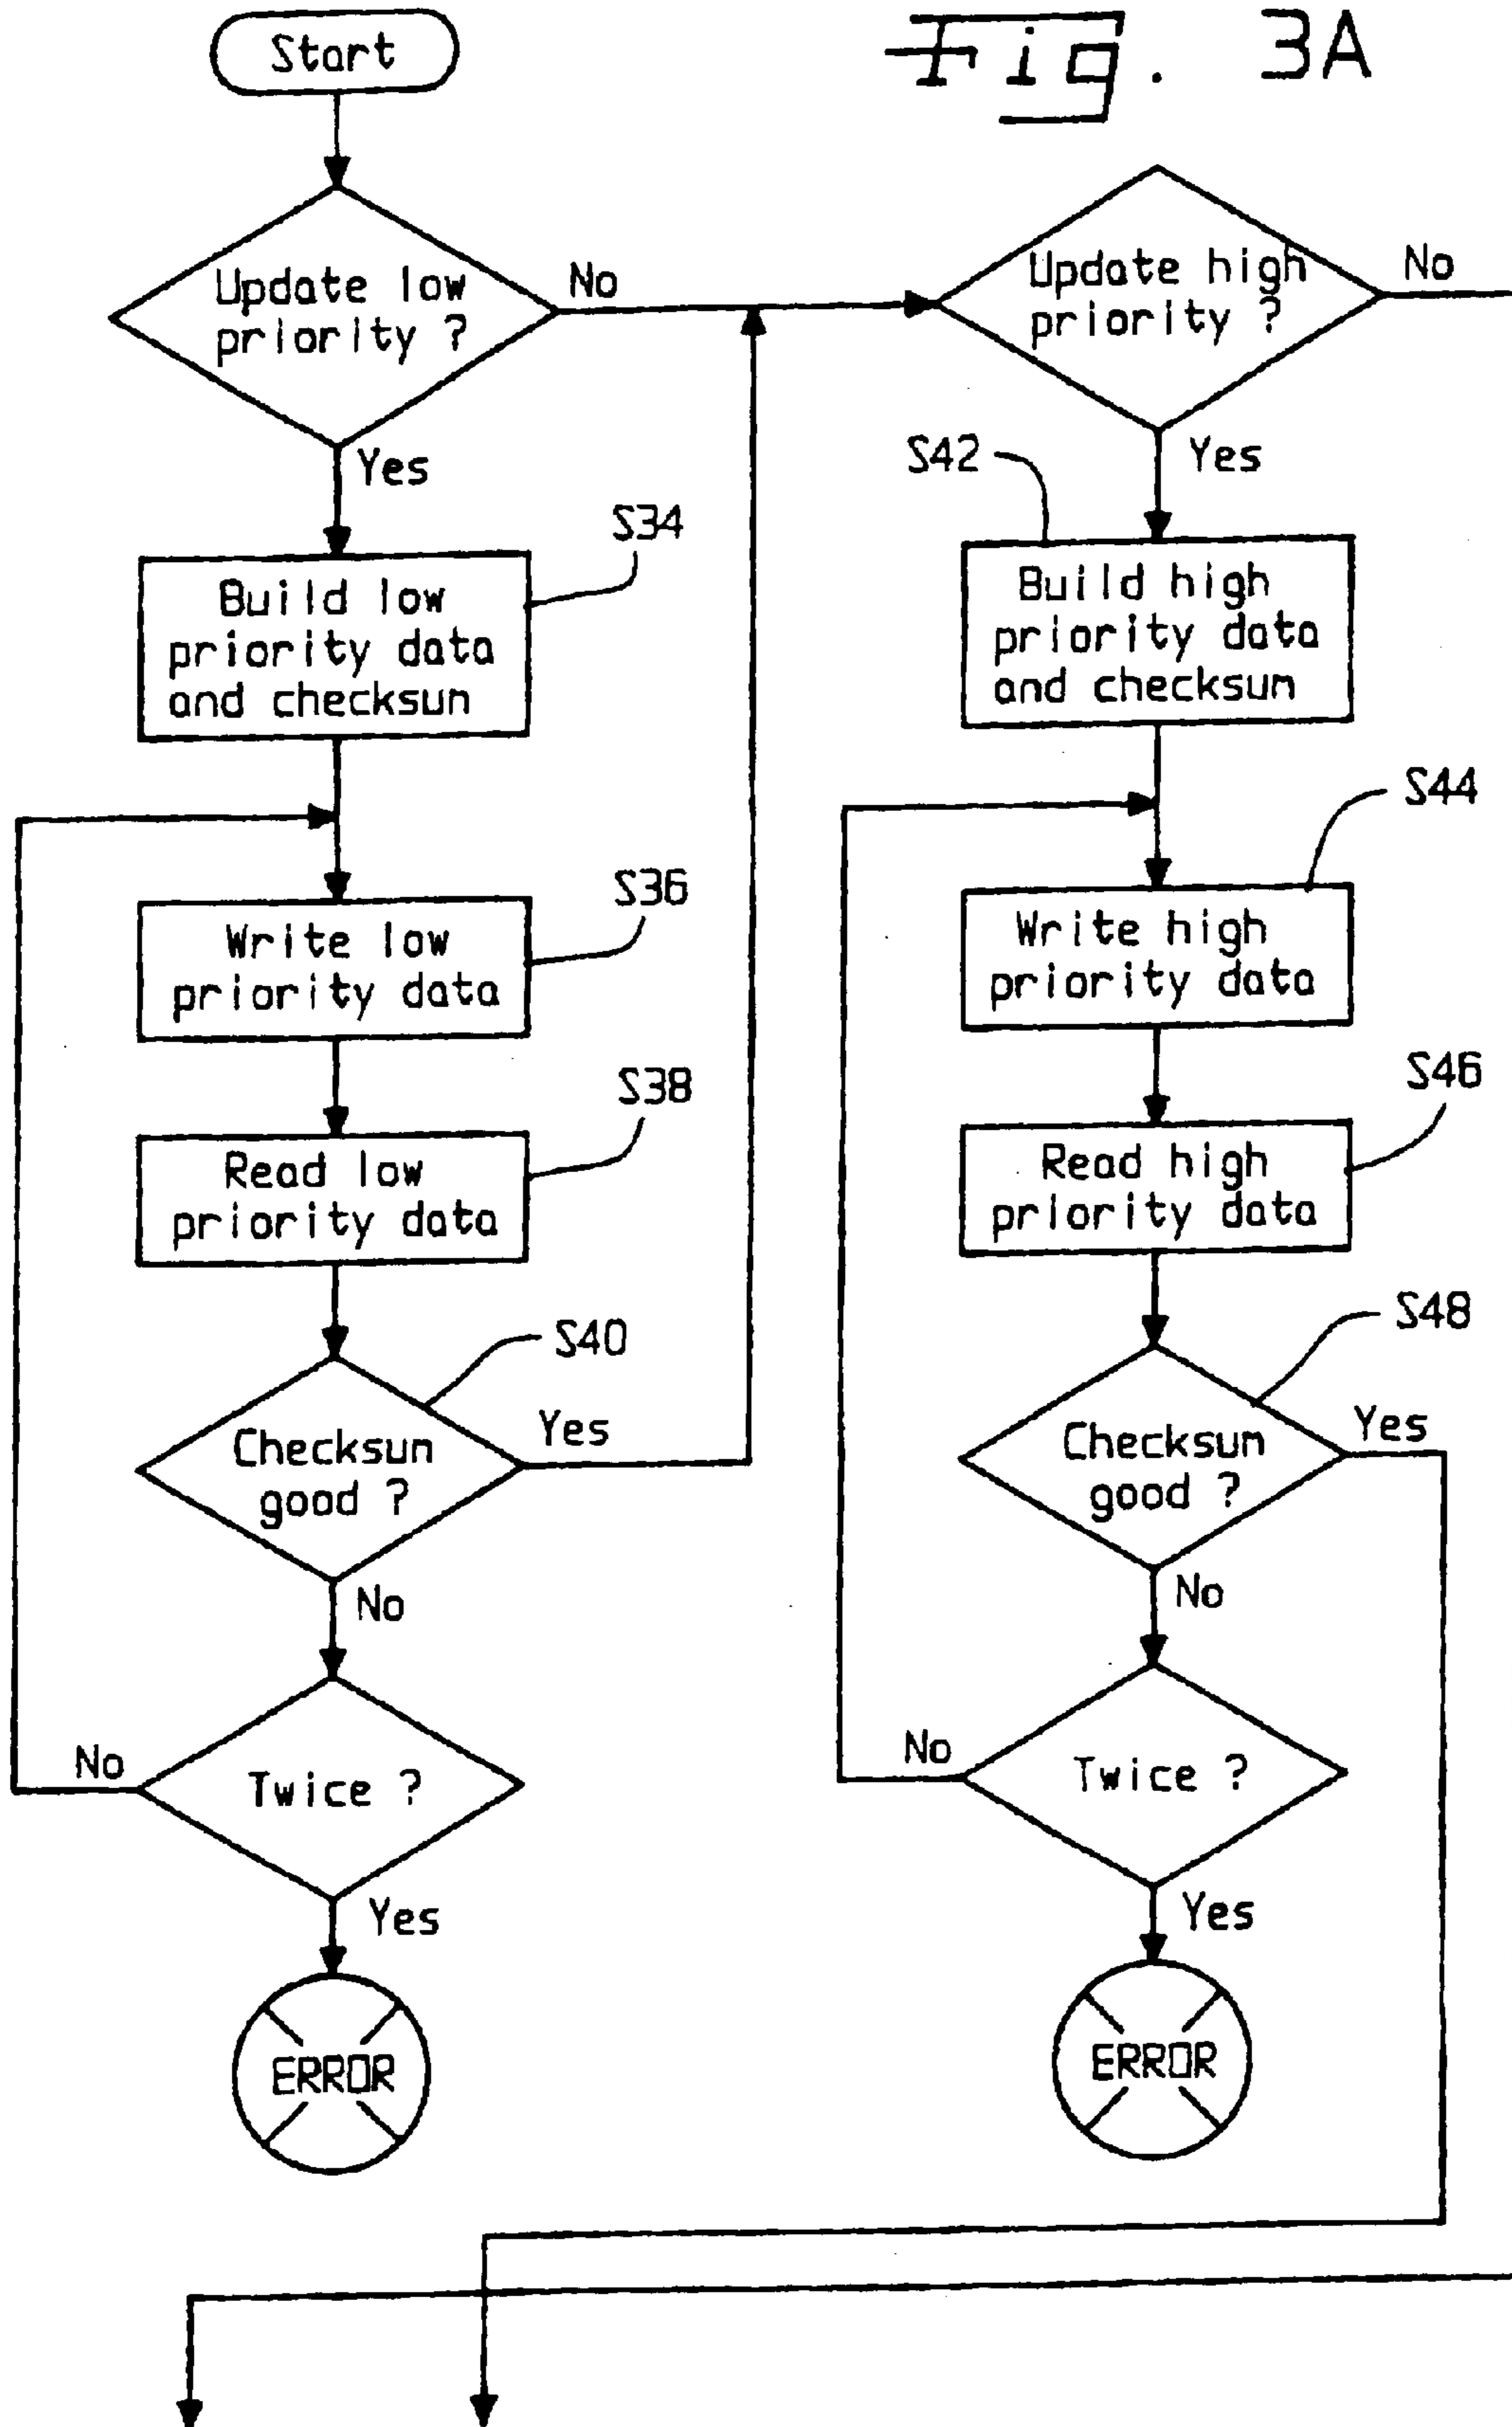 Fig. 3A
Start
Update low
priority ?
No
Yes
S34
Build low
priority data
and checksun
S36
Write low
priority data
S38
Read low
priority data
S40
Checksun
good ?
Yes
No
Twice ?
No
Yes
ERROR
Update high
priority ?
No
Yes
S42
Build high
priority data
and checksun
S44
Write high
priority data
S46
Read high
priority data
S48
Checksun
good ?
Yes
No
Twice ?
No
Yes
ERROR